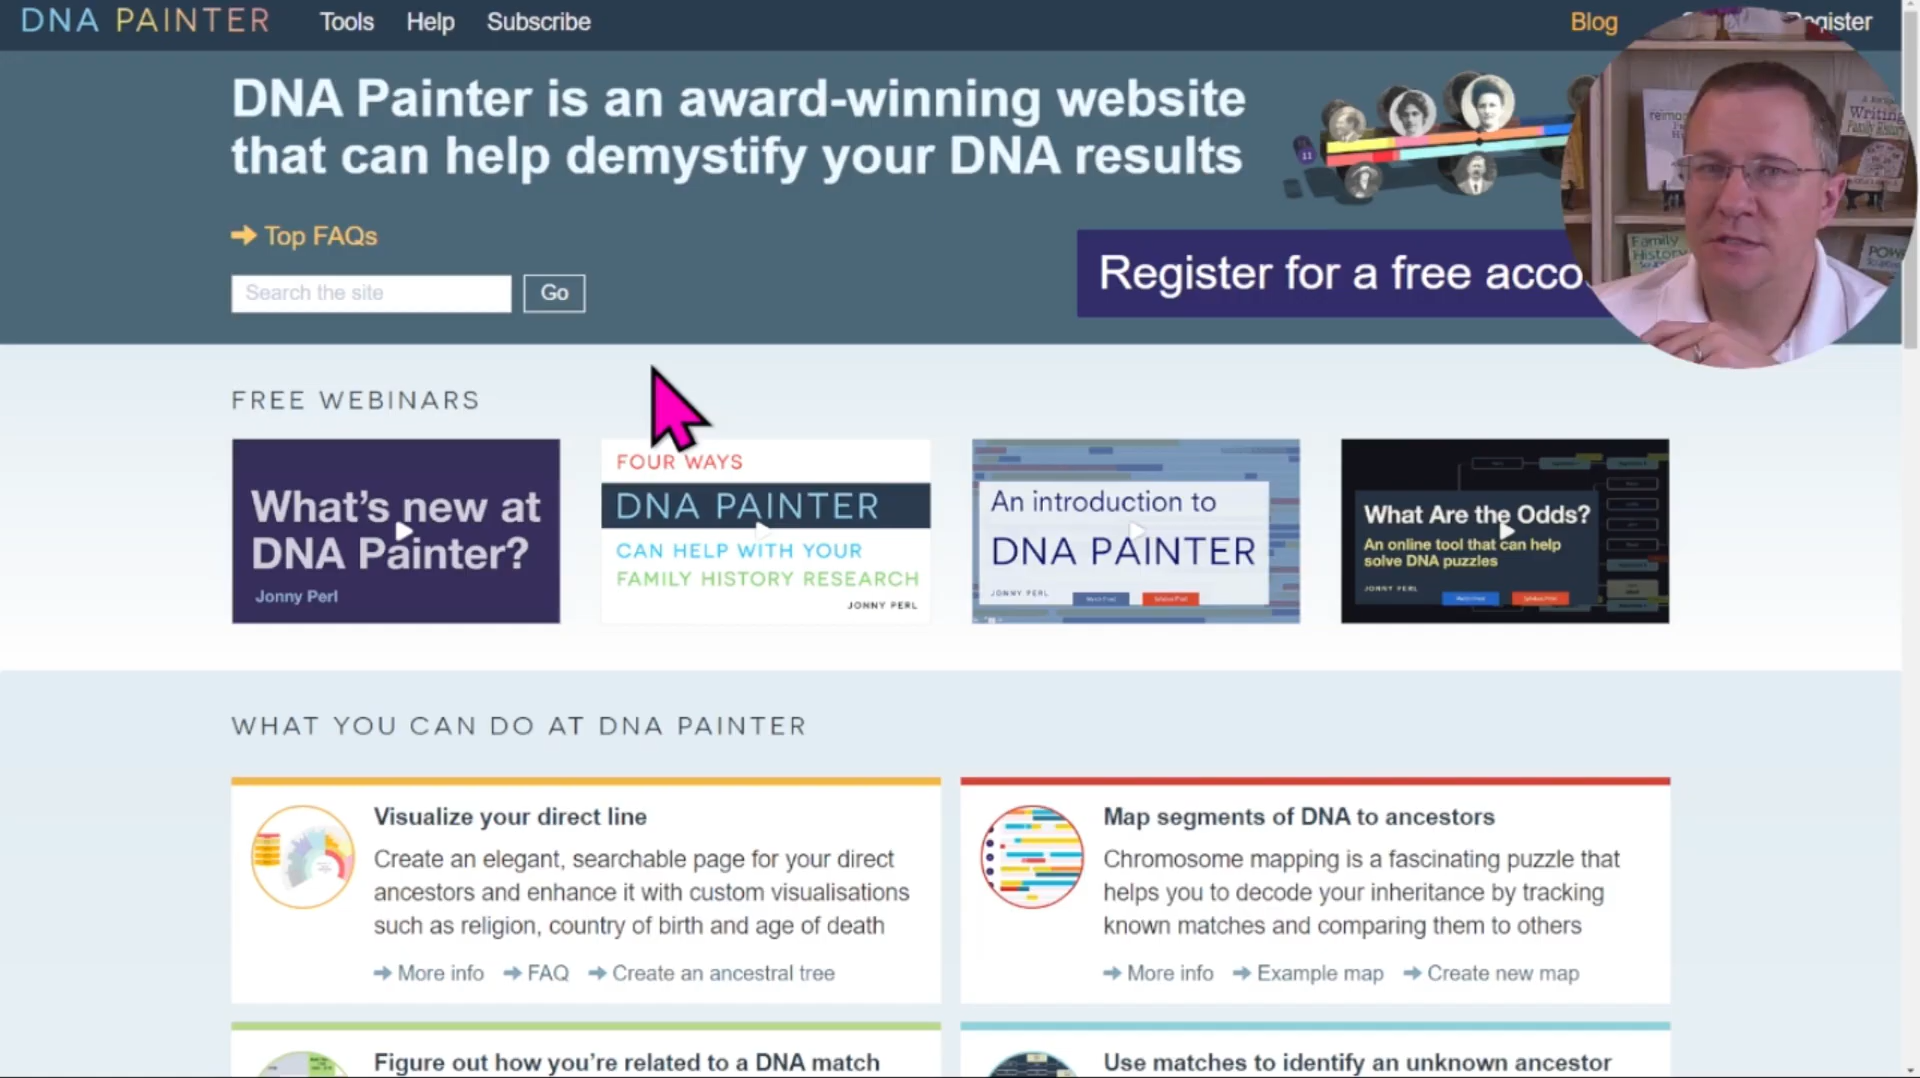 DNA PAINTER
Tools
Help
Subscribe
Blog
Register
DNA Painter is an award-winning website
that can help demystify your DNA results
Top FAQs
Search the site
Go
11
Register for a free acco
Writing
Family History
Family
History
POW
FREE WEBINARS
What's new at
DNA Painter?
Jonny Perl
FOUR WAYS
DNA PAINTER
CAN HELP WITH YOUR
FAMILY HISTORY RESEARCH
JONNY PERL
An introduction to
DNA PAINTER
JONNY PERL
What Are the Odds?
An online tool that can help
solve DNA puzzles
JONNY PERL
WHAT YOU CAN DO AT DNA PAINTER
Visualize your direct line
Create an elegant, searchable page for your direct
ancestors and enhance it with custom visualisations
such as religion, country of birth and age of death
More info
FAQ
Create an ancestral tree
Map segments of DNA to ancestors
Chromosome mapping is a fascinating puzzle that
helps you to decode your inheritance by tracking
known matches and comparing them to others
More info
Example map
Create new map
Figure out how you're related to a DNA match
Use matches to identify an unknown ancestor